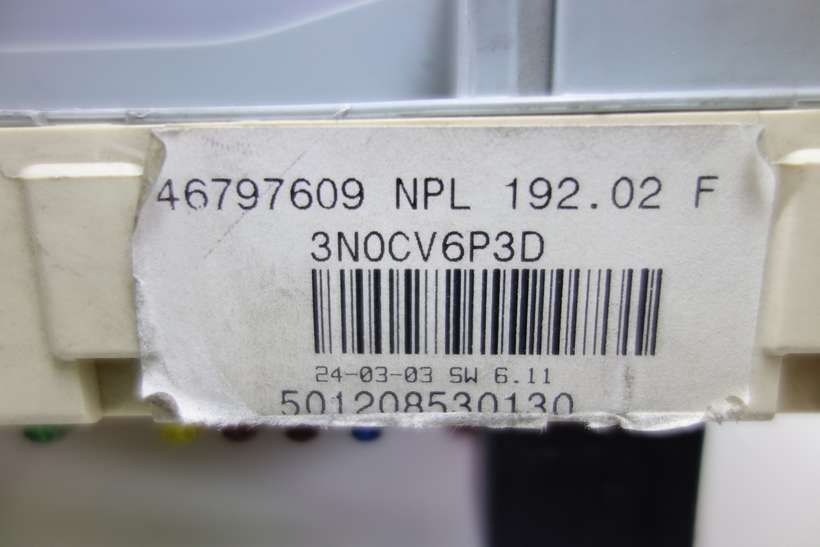 46797609 NPL 192.02 F
3N0CV6P3D
24-03-03 SW 6.11
501208530130